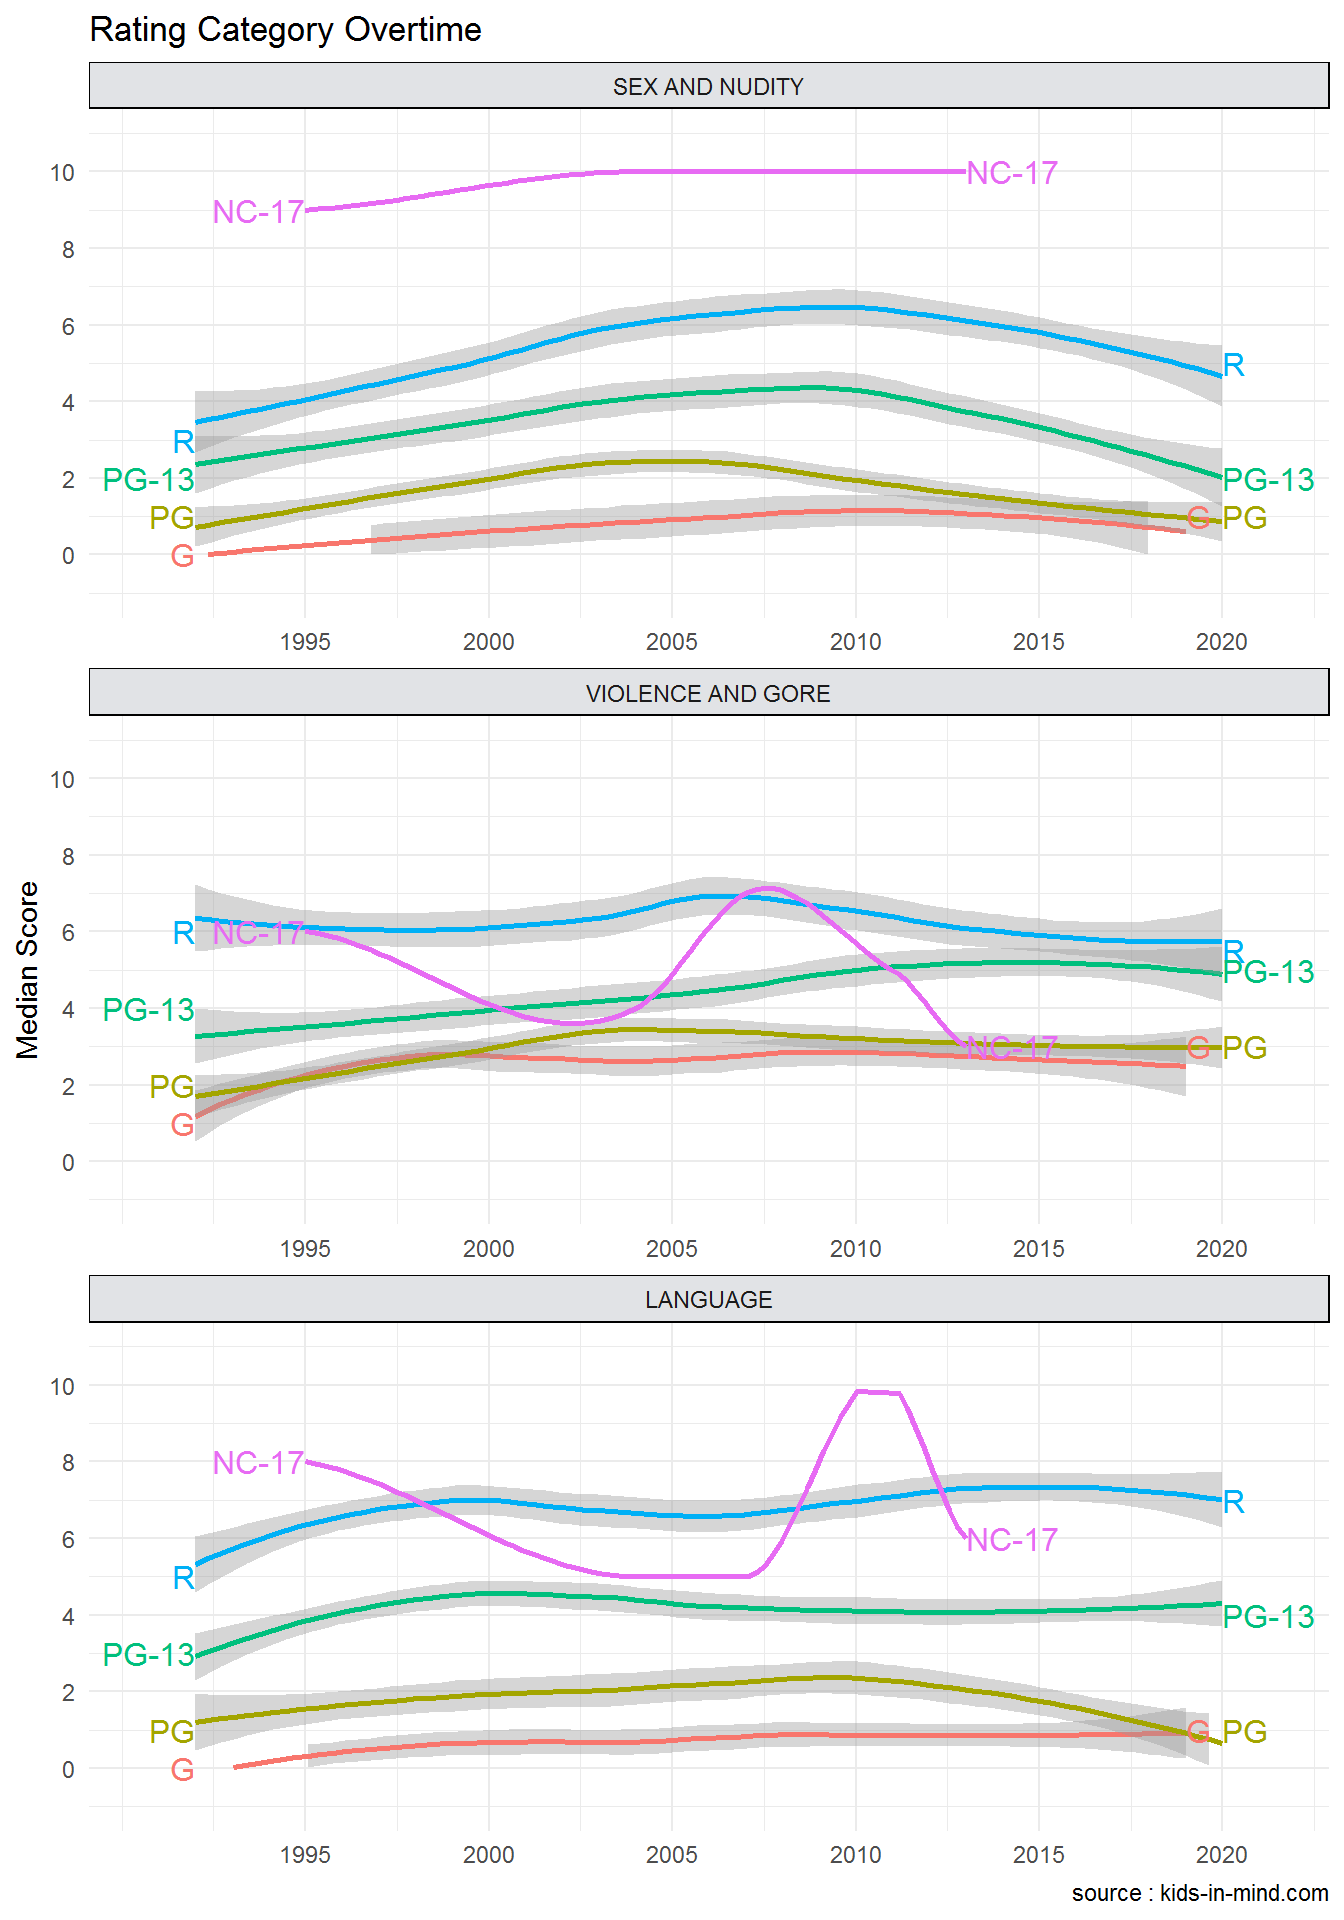 Rating Category Overtime
SEX AND NUDITY
10
8
6
4
2
0
NC-17
NC-17
R
R
PG-13
PG-13
PG
G PG
G
1995 2000 2005 2010 2015 2020
VIOLENCE AND GORE
Median Score
10
8
6
4
2
0
R
NC-17
R
PG-13
PG-13
NC-17
G PG
PG
G
1995 2000 2005 2010 2015 2020
LANGUAGE
10
8
6
4
2
0
NC-17
R
NC-17
R
PG-13
PG-13
PG
G PG
G
1995 2000 2005 2010 2015 2020
source : kids-in-mind.com